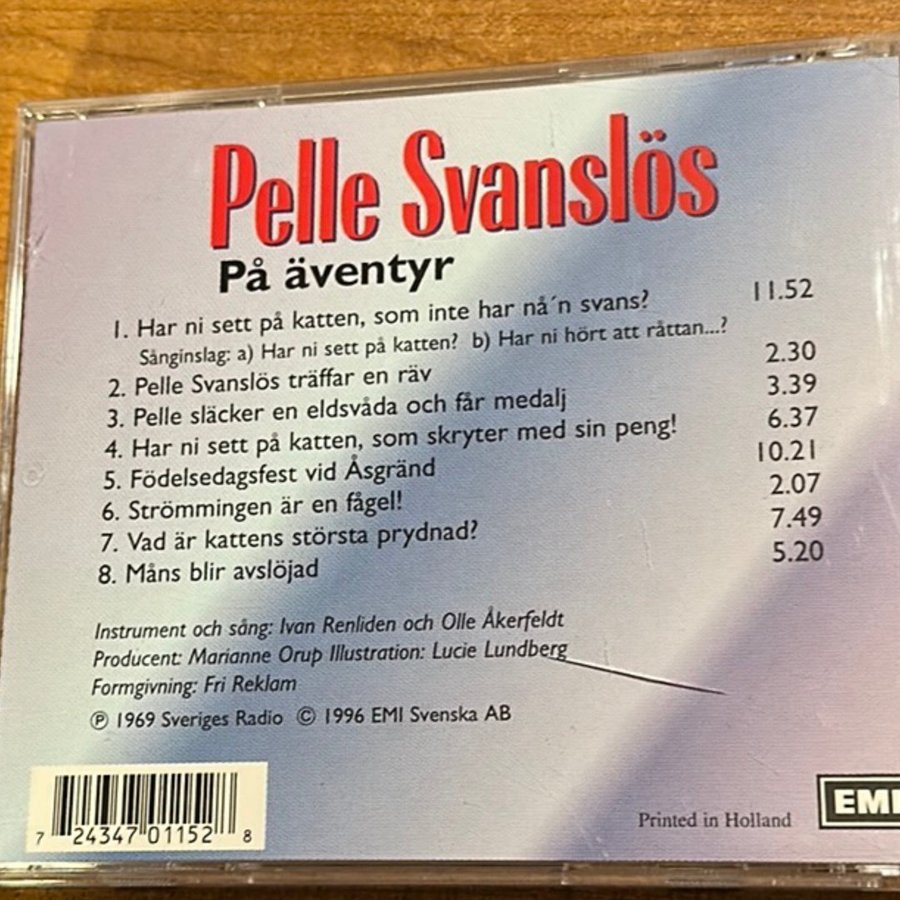 Pelle Svanslös
På äventyr
1. Har ni sett på katten, som inte har nå´n svans? 11.52
Sånginslag: a) Har ni sett på katten? b) Har ni hört att råttan...?
2. Pelle Svanslös träffar en räv 2.30
3. Pelle släcker en eldsvåda och får medalj 3.39
4. Har ni sett på katten, som skryter med sin peng! 6.37
5. Födelsedagsfest vid Åsgränd 10.21
6. Strömmingen är en fågel! 2.07
7. Vad är kattens största prydnad? 7.49
8. Måns blir avslöjad 5.20
Instrument och sång: Ivan Renliden och Olle Åkerfeldt
Producent: Marianne Orup Illustration: Lucie Lundberg
Formgivning: Fri Reklam
℗ 1969 Sveriges Radio © 1996 EMI Svenska AB
7 24347 01152 8
Printed in Holland
EMI